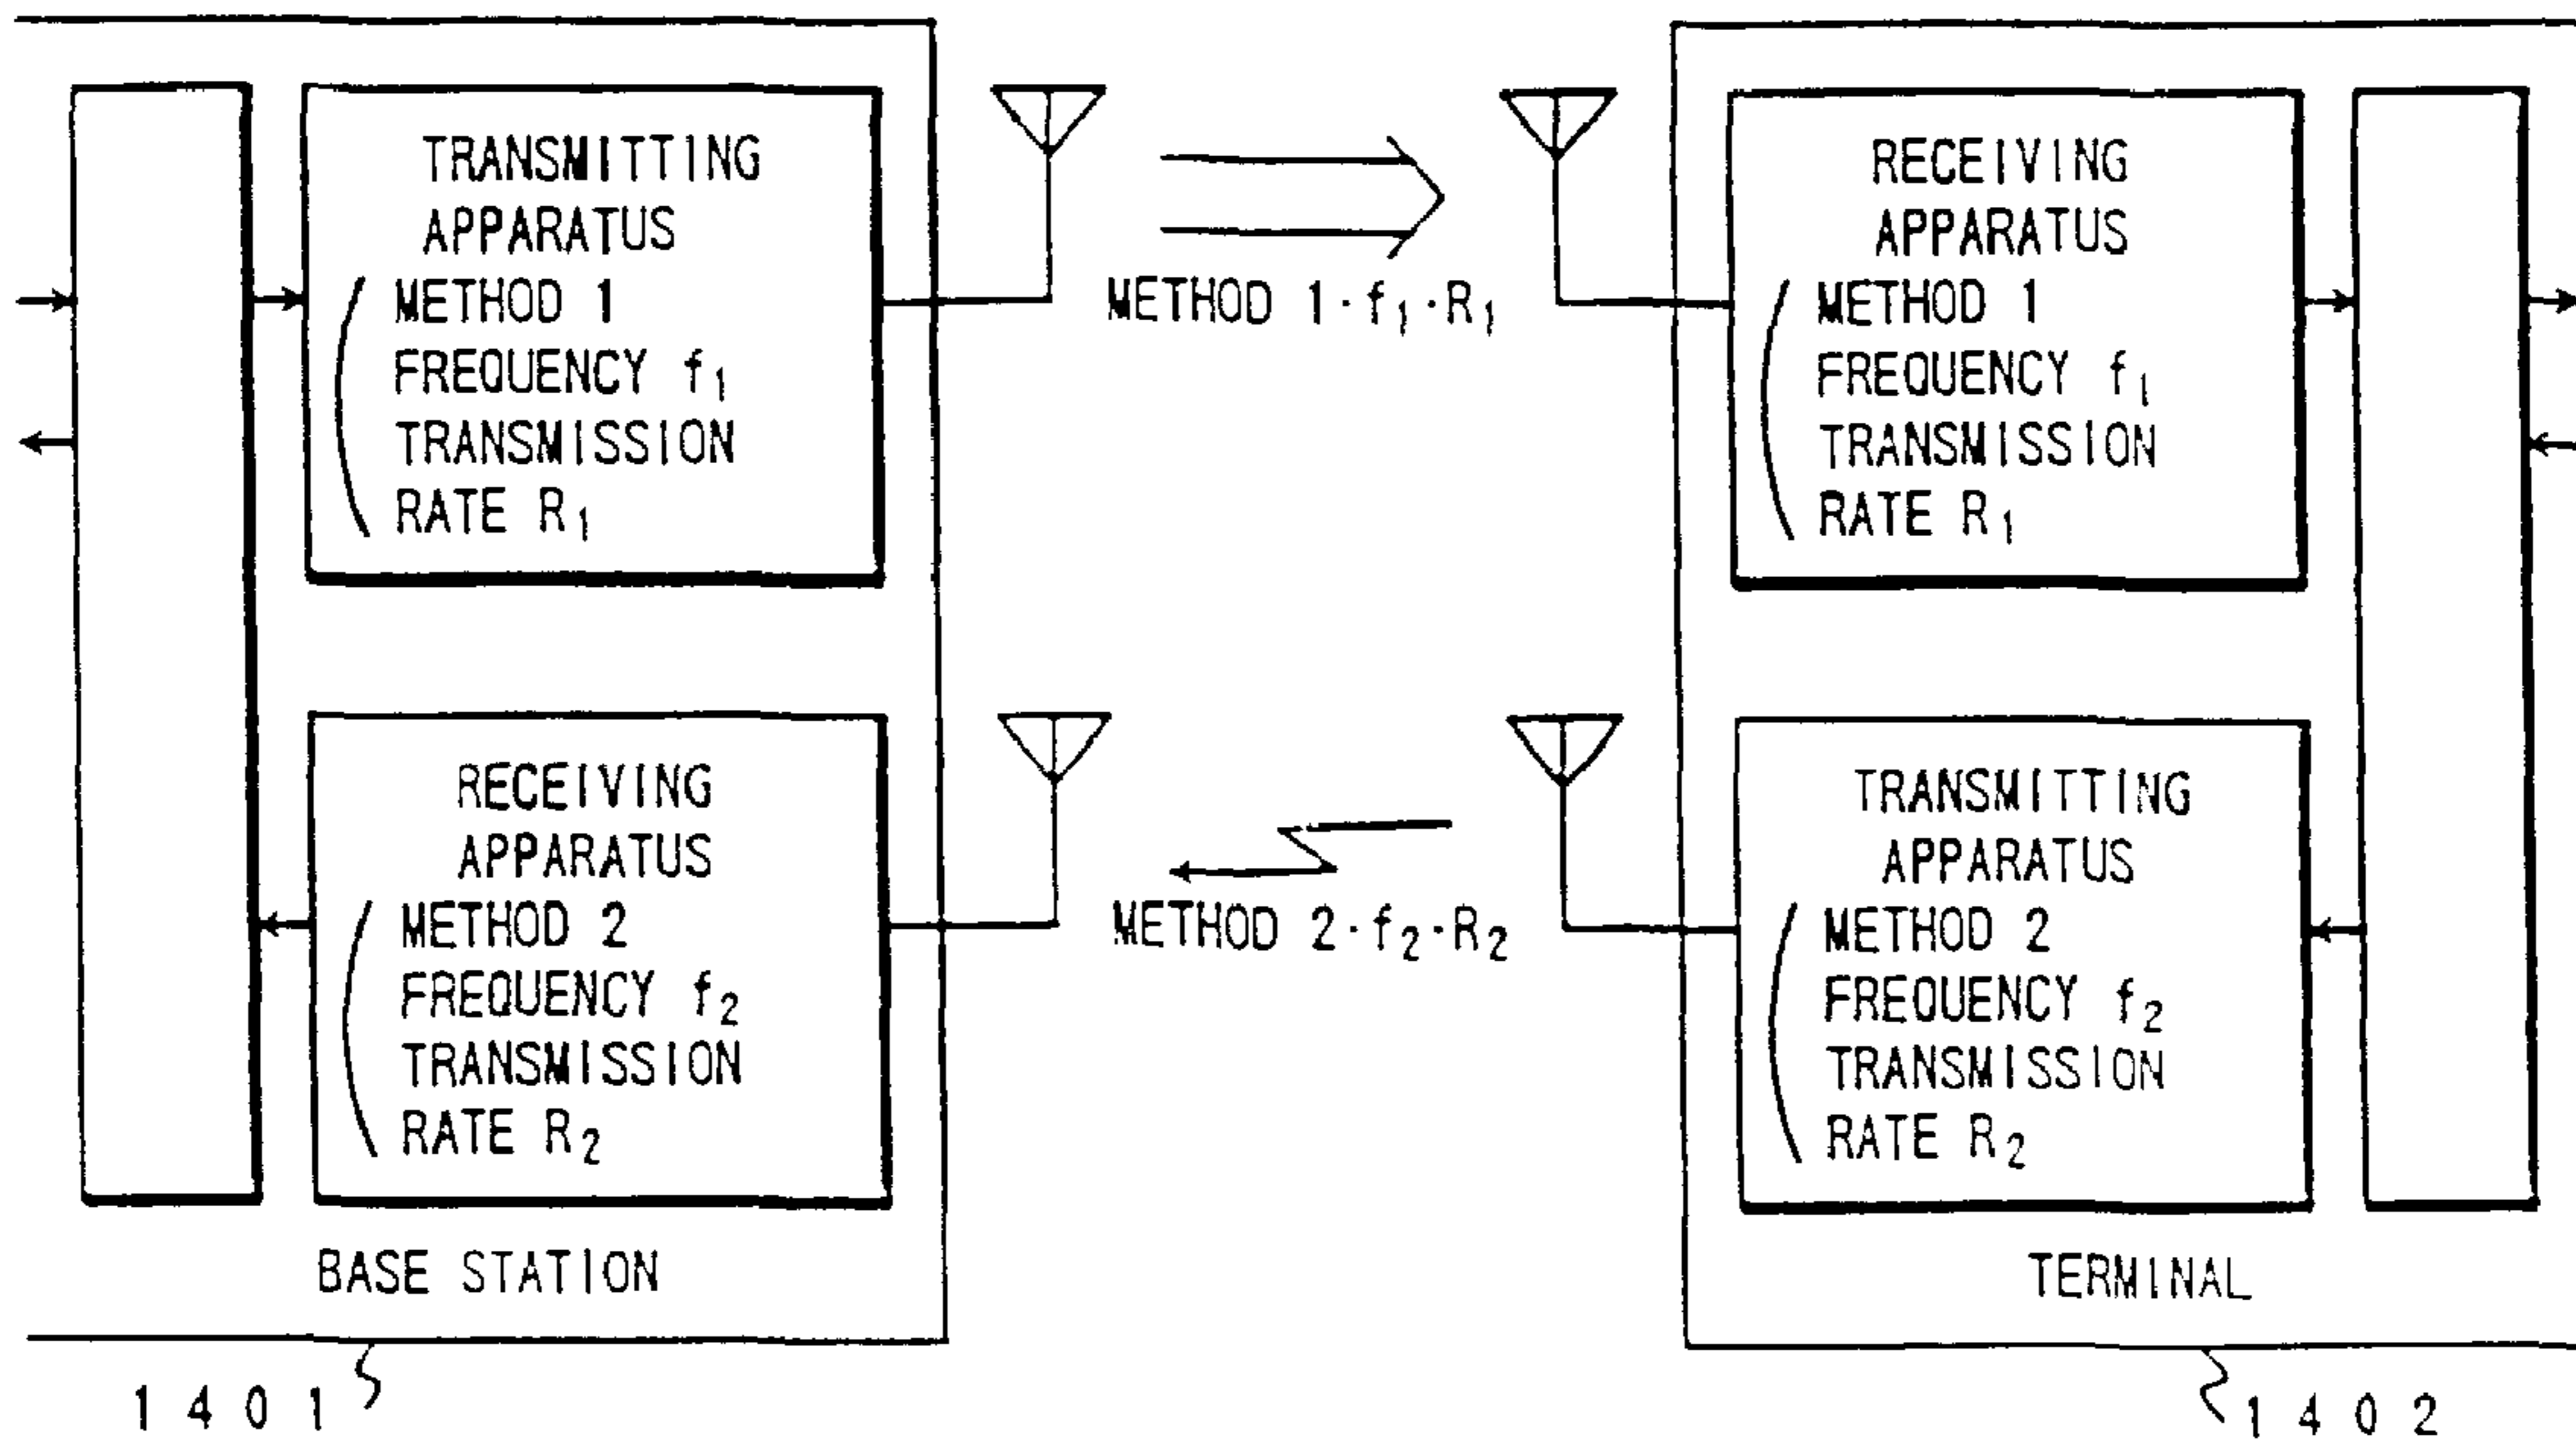 TRANSMITTING
APPARATUS
METHOD 1
FREQUENCY f₁
TRANSMISSION
RATE R₁
METHOD 1·f₁·R₁
RECEIVING
APPARATUS
METHOD 1
FREQUENCY f₁
TRANSMISSION
RATE R₁
RECEIVING
APPARATUS
METHOD 2
FREQUENCY f₂
TRANSMISSION
RATE R₂
METHOD 2·f₂·R₂
TRANSMITTING
APPARATUS
METHOD 2
FREQUENCY f₂
TRANSMISSION
RATE R₂
BASE STATION
TERMINAL
1401
1402